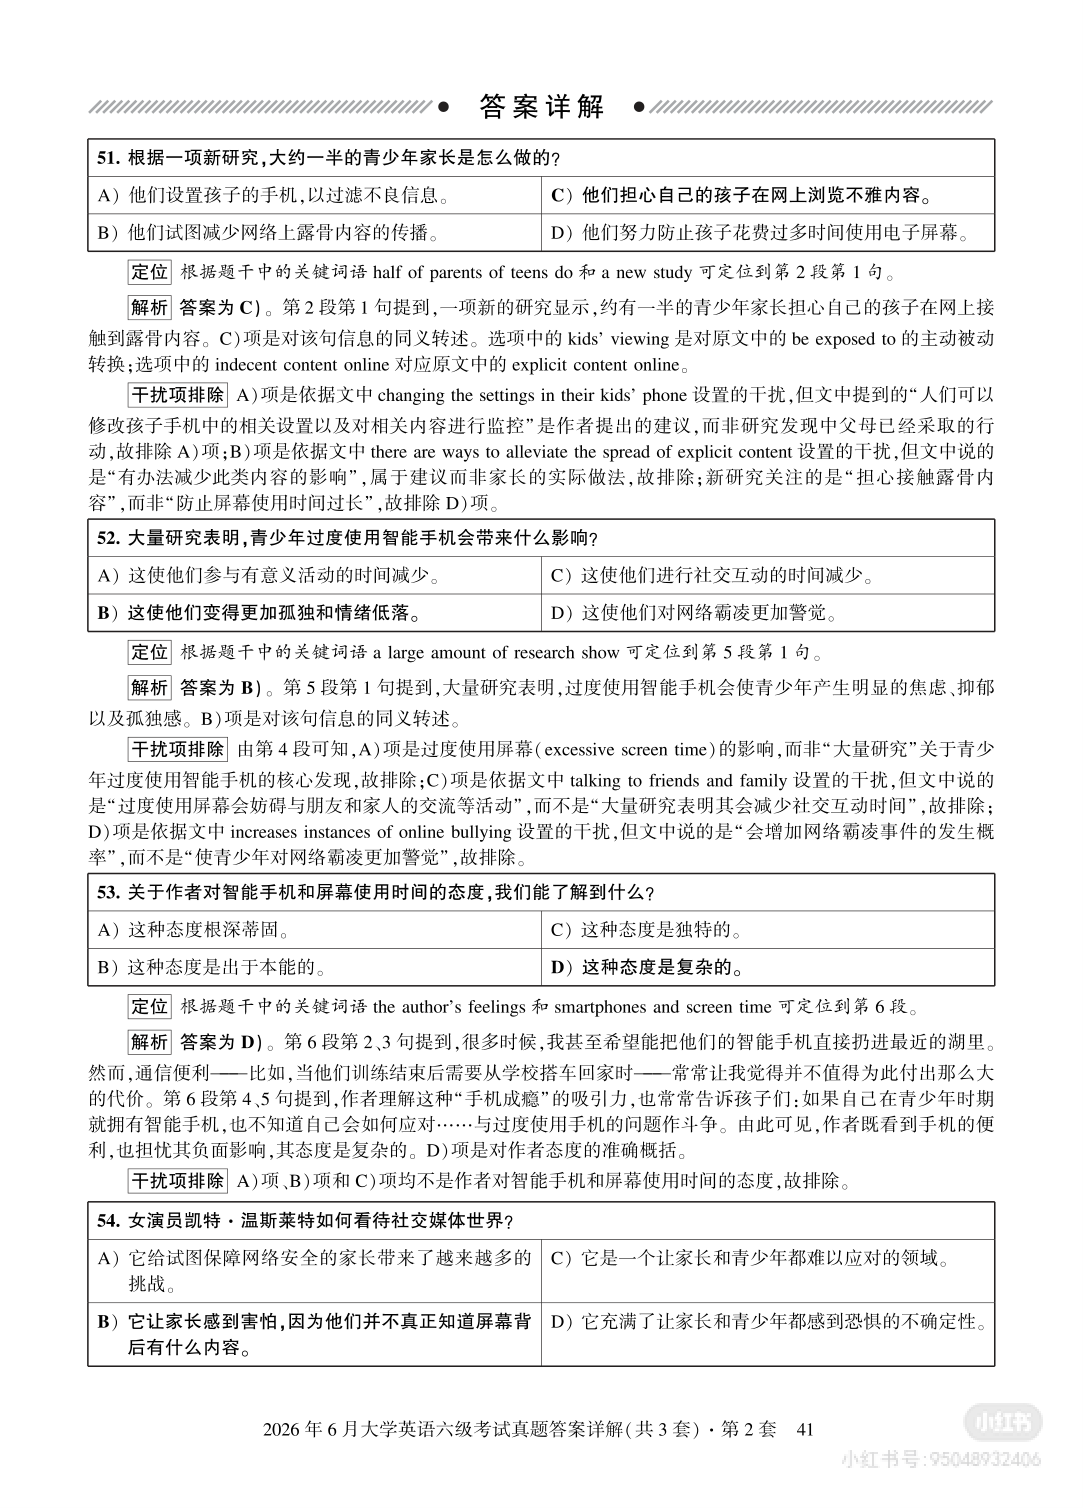 答案详解
51. 根据一项新研究,大约一半的青少年家长是怎么做的?
A) 他们设置孩子的手机,以过滤不良信息。
C) 他们担心自己的孩子在网上浏览不雅内容。
B) 他们试图减少网络上露骨内容的传播。
D) 他们努力防止孩子花费过多时间使用电子屏幕。
定位 根据题干中的关键词语 half of parents of teens do 和 a new study 可定位到第 2 段第 1 句。
解析 答案为 C)。第 2 段第 1 句提到,一项新的研究显示,约有一半的青少年家长担心自己的孩子在网上接
触到露骨内容。C)项是对该句信息的同义转述。选项中的 kids' viewing 是对原文中的 be exposed to 的主动被动
转换;选项中的 indecent content online 对应原文中的 explicit content online。
干扰项排除 A)项是依据文中 changing the settings in their kids' phone 设置的干扰,但文中提到的“人们可以
修改孩子手机中的相关设置以及对相关内容进行监控”是作者提出的建议,而非研究发现中父母已经采取的行
动,故排除 A)项;B)项是依据文中 there are ways to alleviate the spread of explicit content 设置的干扰,但文中说的
是“有办法减少此类内容的影响”,属于建议而非家长的实际做法,故排除;新研究关注的是“担心接触露骨内
容”,而非“防止屏幕使用时间过长”,故排除 D)项。
52. 大量研究表明,青少年过度使用智能手机会带来什么影响?
A) 这使他们参与有意义活动的时间减少。
C) 这使他们进行社交互动的时间减少。
B) 这使他们变得更加孤独和情绪低落。
D) 这使他们对网络霸凌更加警觉。
定位 根据题干中的关键词语 a large amount of research show 可定位到第 5 段第 1 句。
解析 答案为 B)。第 5 段第 1 句提到,大量研究表明,过度使用智能手机会使青少年产生明显的焦虑、抑郁
以及孤独感。B)项是对该句信息的同义转述。
干扰项排除 由第 4 段可知,A)项是过度使用屏幕(excessive screen time)的影响,而非“大量研究”关于青少
年过度使用智能手机的核心发现,故排除;C)项是依据文中 talking to friends and family 设置的干扰,但文中说的
是“过度使用屏幕会妨碍与朋友和家人的交流等活动”,而不是“大量研究表明其会减少社交互动时间”,故排除;
D)项是依据文中 increases instances of online bullying 设置的干扰,但文中说的是“会增加网络霸凌事件的发生概
率”,而不是“使青少年对网络霸凌更加警觉”,故排除。
53. 关于作者对智能手机和屏幕使用时间的态度,我们能了解到什么?
A) 这种态度根深蒂固。
C) 这种态度是独特的。
B) 这种态度是出于本能的。
D) 这种态度是复杂的。
定位 根据题干中的关键词语 the author's feelings 和 smartphones and screen time 可定位到第 6 段。
解析 答案为 D)。第 6 段第 2、3 句提到,很多时候,我甚至希望能把他们的智能手机直接扔进最近的湖里。
然而,通信便利——比如,当他们训练结束后需要从学校搭车回家时——常常让我觉得并不值得为此付出那么大
的代价。第 6 段第 4、5 句提到,作者理解这种“手机成瘾”的吸引力,也常常告诉孩子们:如果自己在青少年时期
就拥有智能手机,也不知道自己会如何应对……与过度使用手机的问题作斗争。由此可见,作者既看到手机的便
利,也担忧其负面影响,其态度是复杂的。D)项是对作者态度的准确概括。
干扰项排除 A)项、B)项和 C)项均不是作者对智能手机和屏幕使用时间的态度,故排除。
54. 女演员凯特·温斯莱特如何看待社交媒体世界?
A) 它给试图保障网络安全的家长带来了越来越多的
挑战。
C) 它是一个让家长和青少年都难以应对的领域。
B) 它让家长感到害怕,因为他们并不真正知道屏幕背
后有什么内容。
D) 它充满了让家长和青少年都感到恐惧的不确定性。
2026 年 6 月大学英语六级考试真题答案详解(共 3 套)·第 2 套 41
小红书
小红书号:95048932406